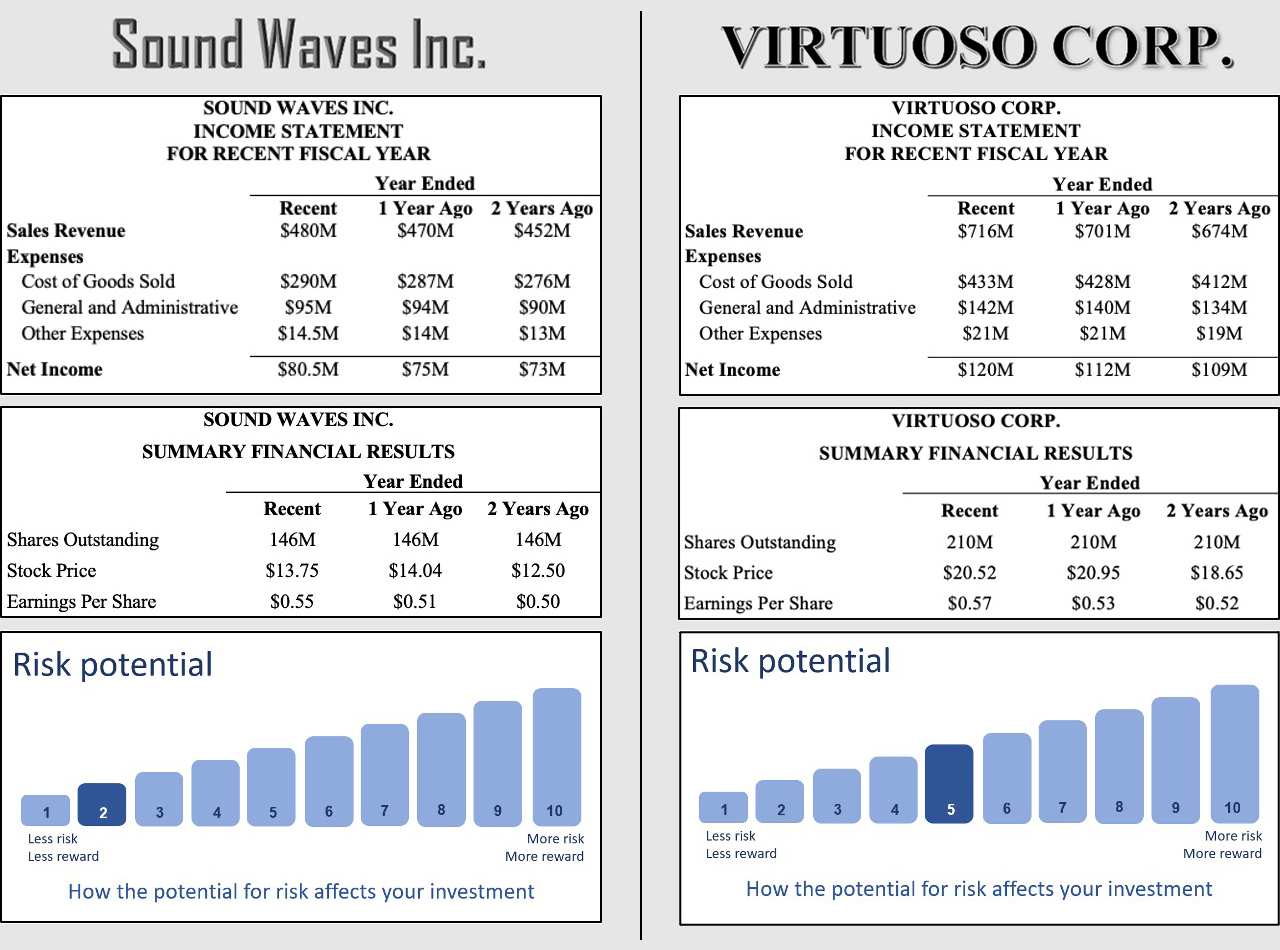 Sound Waves Inc.
SOUND WAVES INC.
INCOME STATEMENT
FOR RECENT FISCAL YEAR
Year Ended
Recent 1 Year Ago 2 Years Ago
Sales Revenue $480M $470M $452M
Expenses
Cost of Goods Sold $290M $287M $276M
General and Administrative $95M $94M $90M
Other Expenses $14.5M $14M $13M
Net Income $80.5M $75M $73M
SOUND WAVES INC.
SUMMARY FINANCIAL RESULTS
Year Ended
Recent 1 Year Ago 2 Years Ago
Shares Outstanding 146M 146M 146M
Stock Price $13.75 $14.04 $12.50
Earnings Per Share $0.55 $0.51 $0.50
Risk potential
1 2 3 4 5 6 7 8 9 10
Less risk More risk
Less reward More reward
How the potential for risk affects your investment
VIRTUOSO CORP.
VIRTUOSO CORP.
INCOME STATEMENT
FOR RECENT FISCAL YEAR
Year Ended
Recent 1 Year Ago 2 Years Ago
Sales Revenue $716M $701M $674M
Expenses
Cost of Goods Sold $433M $428M $412M
General and Administrative $142M $140M $134M
Other Expenses $21M $21M $19M
Net Income $120M $112M $109M
VIRTUOSO CORP.
SUMMARY FINANCIAL RESULTS
Year Ended
Recent 1 Year Ago 2 Years Ago
Shares Outstanding 210M 210M 210M
Stock Price $20.52 $20.95 $18.65
Earnings Per Share $0.57 $0.53 $0.52
Risk potential
1 2 3 4 5 6 7 8 9 10
Less risk More risk
Less reward More reward
How the potential for risk affects your investment